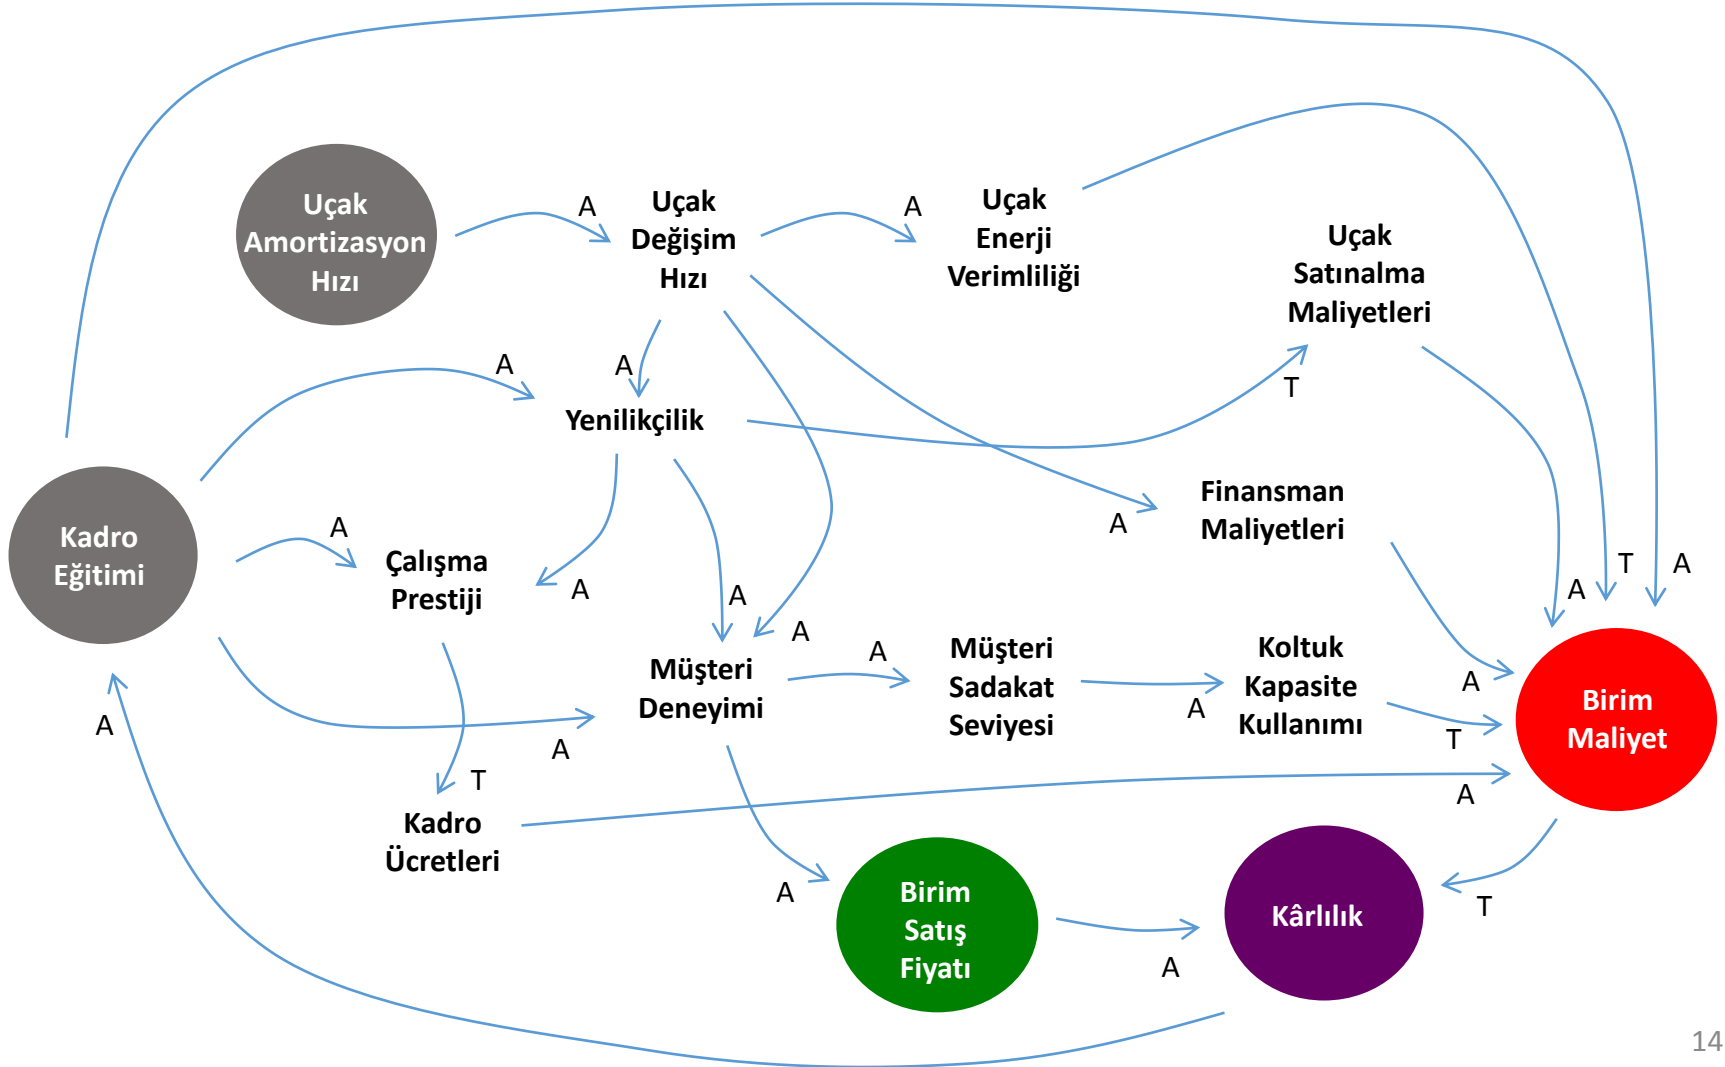 Uçak
Amortizasyon
Hızı
A
Uçak
Değişim
Hızı
A
Uçak
Enerji
Verimliliği
Uçak
Satınalma
Maliyetleri
A
A
T
Yenilikçilik
Finansman
Maliyetleri
A
Kadro
Eğitimi
A
Çalışma
Prestiji
A
A
A
A
T
A
Müşteri
Deneyimi
A
Müşteri
Sadakat
Seviyesi
A
Koltuk
Kapasite
Kullanımı
A
T
Birim
Maliyet
A
A
T
A
Kadro
Ücretleri
A
Birim
Satış
Fiyatı
A
Kârlılık
T
14